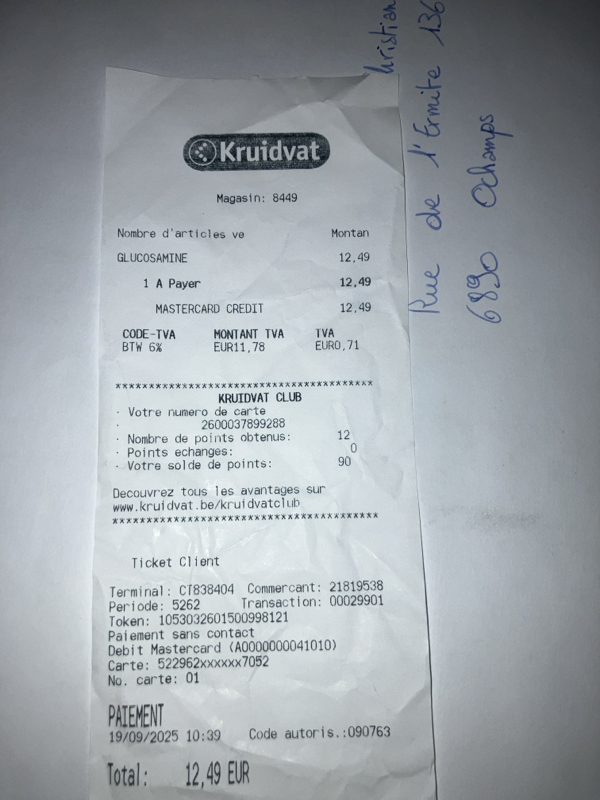 Kruidvat
Magasin: 8449
Nombre d'articles ve Montan
GLUCOSAMINE 12,49
1 A Payer 12,49
MASTERCARD CREDIT 12,49
CODE-TVA MONTANT TVA TVA
BTW 6% EUR11,78 EUR0,71
*******************************************
KRUIDVAT CLUB
· Votre numero de carte
· 2600037899288
· Nombre de points obtenus: 12
· Points echanges: 0
· Votre solde de points: 90
Decouvrez tous les avantages sur
www.kruidvat.be/kruidvatclub
*******************************************
Ticket Client
Terminal: CT838404 Commercant: 21819538
Periode: 5262 Transaction: 00029901
Token: 1053032601500998121
Paiement sans contact
Debit Mastercard (A0000000041010)
Carte: 522962xxxxxx7052
No. carte: 01
PAIEMENT
19/09/2025 10:39 Code autoris.:090763
Total: 12,49 EUR
Rue de l'Ermite 136
6890 Ochamps